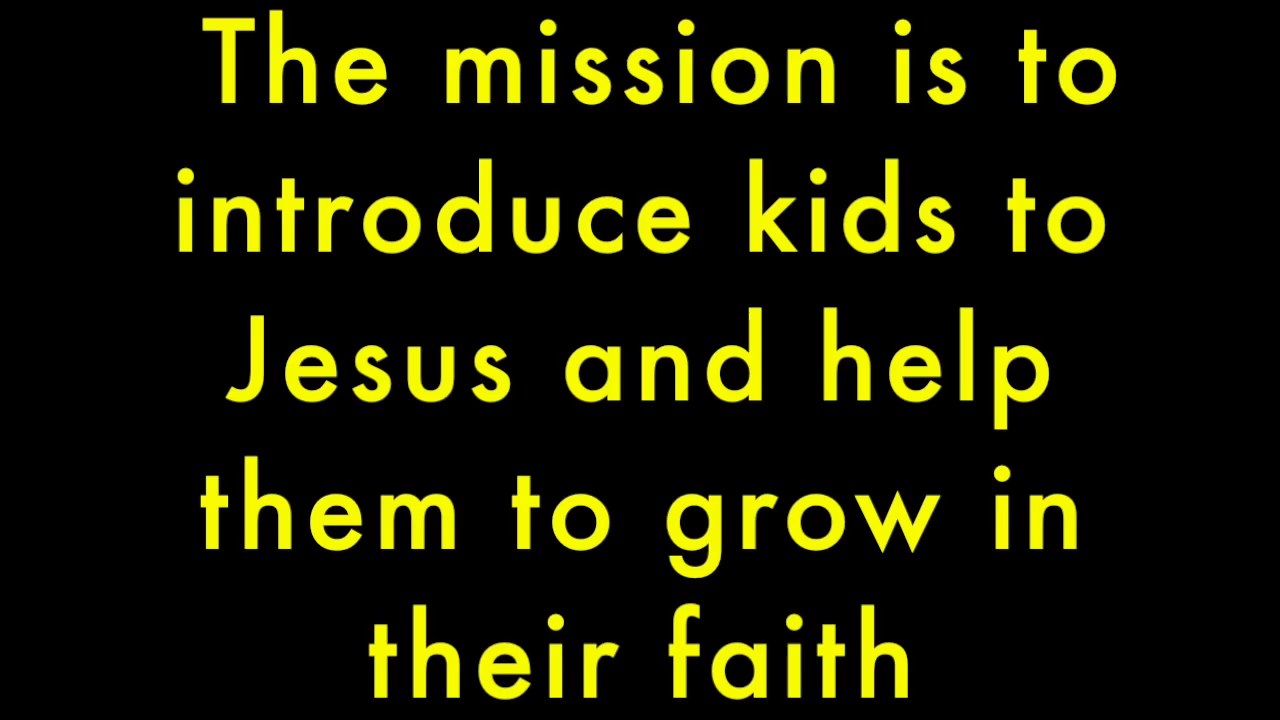 The mission is to
introduce kids to
Jesus and help
them to grow in
their faith